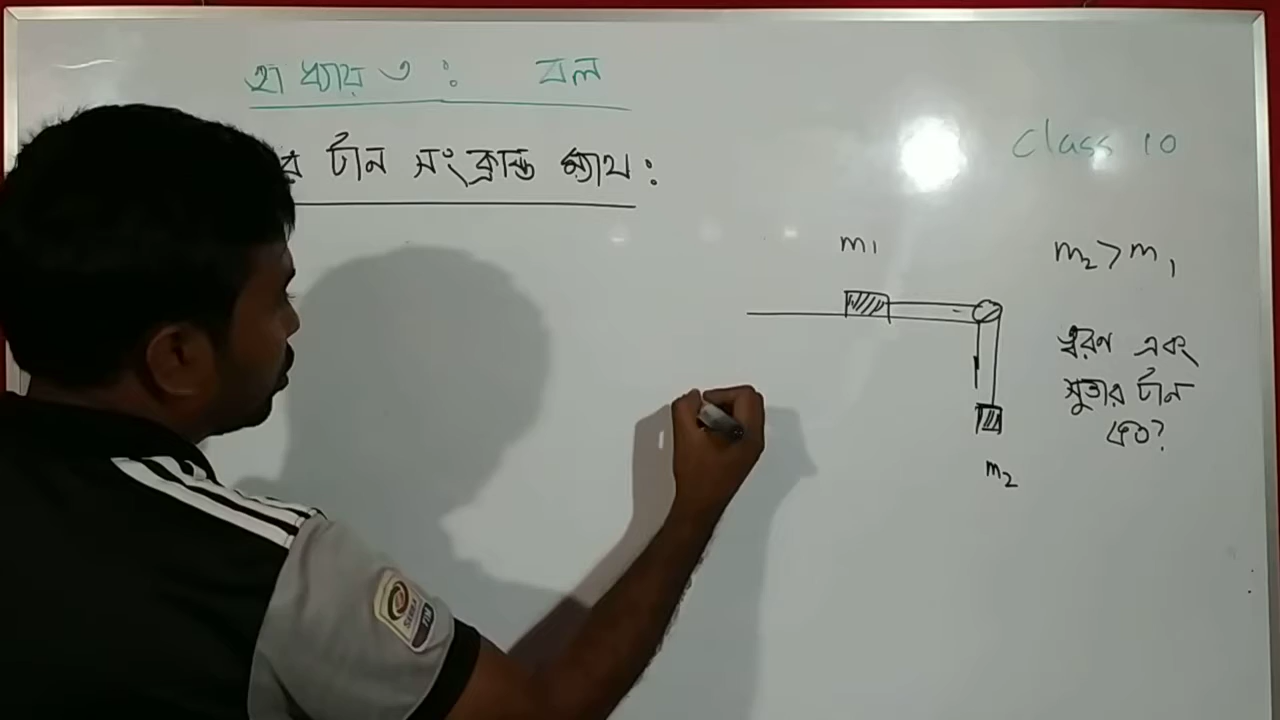 অধ্যায় ৩ : বল
র টান সংক্রান্ত ম্যাথ :
Class 10
m1
m2 > m1
ত্বরণ এবং
সুতার টান
কত?
m2